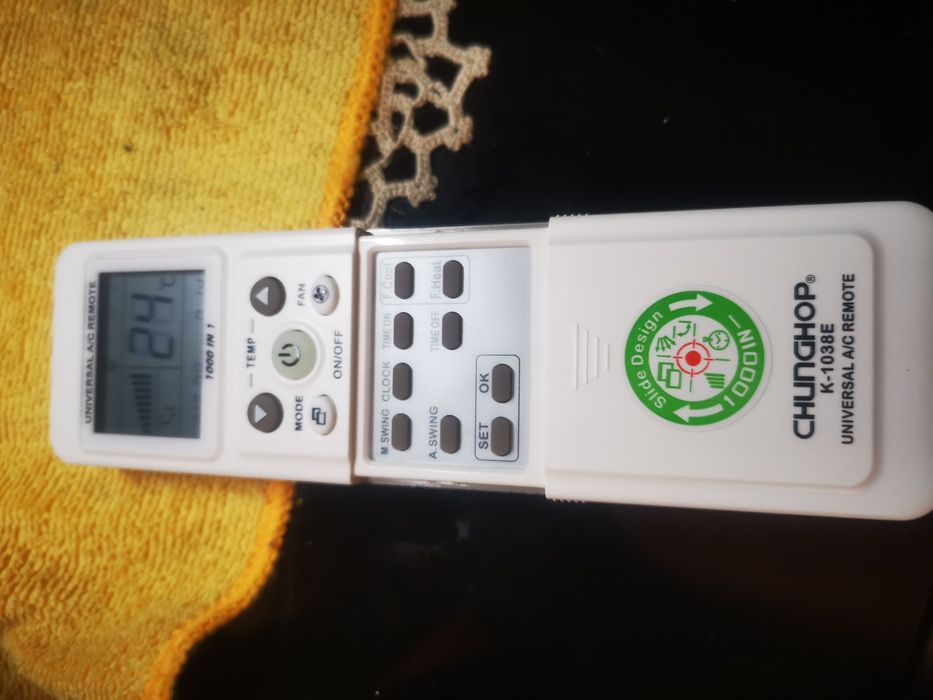 UNIVERSAL A/C REMOTE
24°C
1000 IN 1
TEMP
MODE
FAN
ON/OFF
M.SWING
CLOCK
TIME ON
F.Cool
A.SWING
TIME OFF
F.Heat
SET
OK
Slide Design
1000IN1
CHUNGHOP®
K-1038E
UNIVERSAL A/C REMOTE